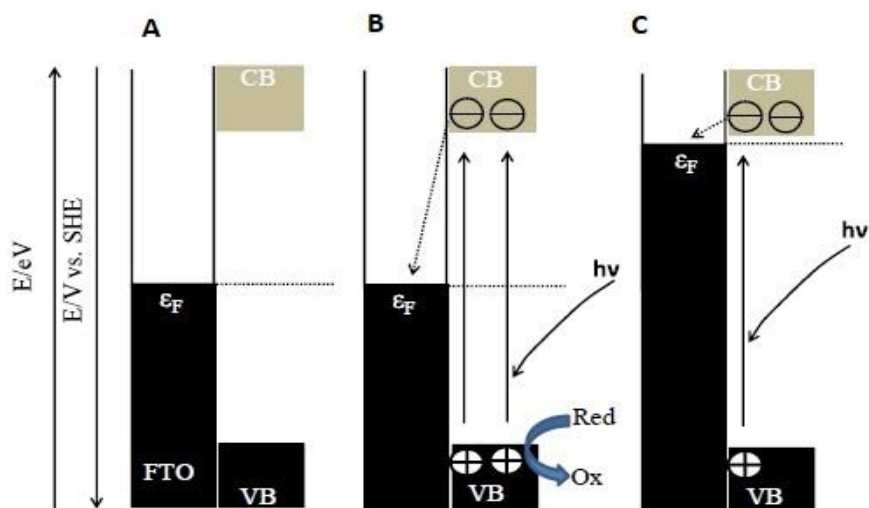 A
B
C
E/eV
E/V vs. SHE
CB
CB
CB
εF
εF
εF
hν
hν
Red
Ox
FTO
VB
VB
VB